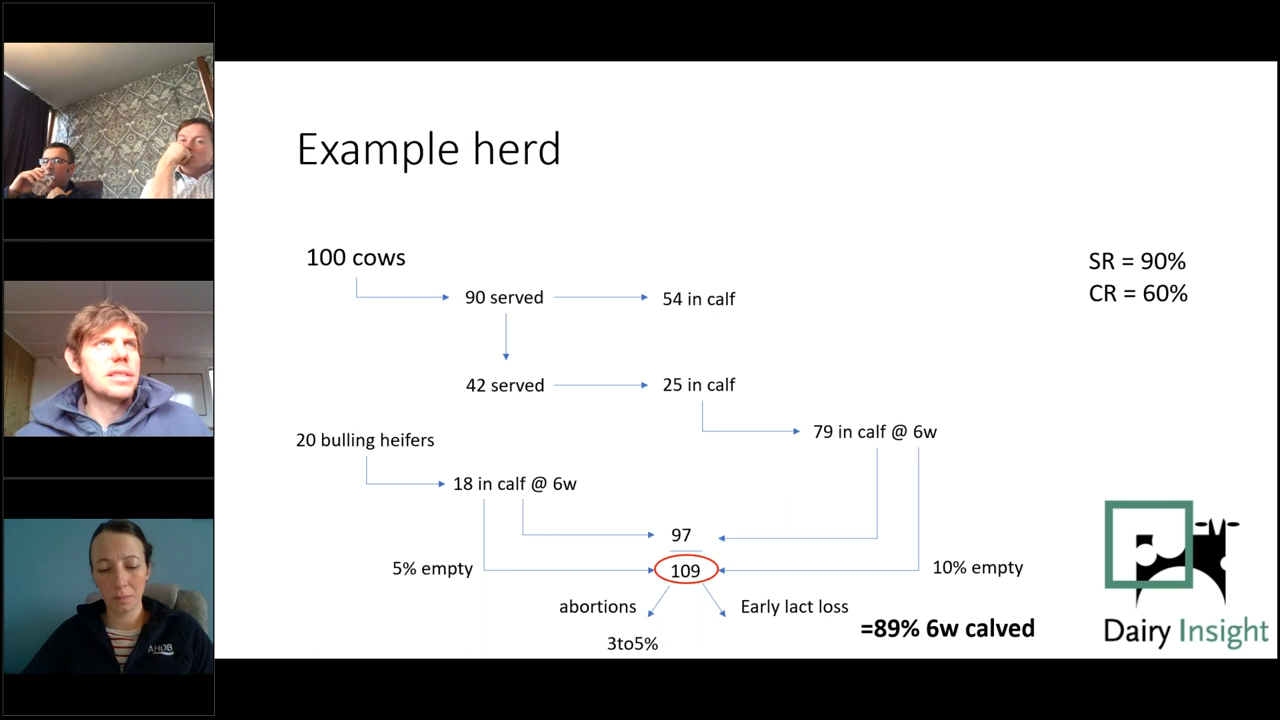 Example herd
100 cows
SR = 90%
CR = 60%
90 served
54 in calf
42 served
25 in calf
79 in calf @ 6w
20 bulling heifers
18 in calf @ 6w
97
5% empty
109
10% empty
abortions
Early lact loss
=89% 6w calved
3to5%
Dairy Insight
AHDB